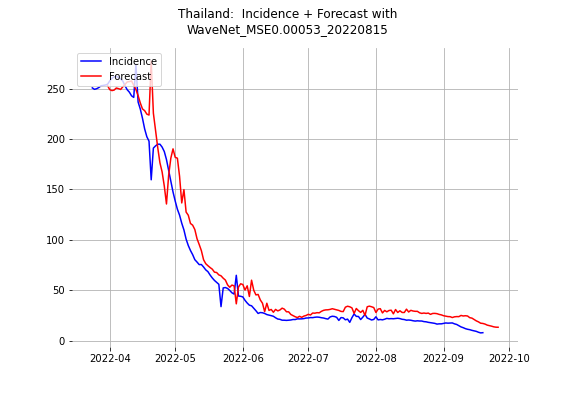 Thailand:  Incidence + Forecast with
WaveNet_MSE0.00053_20220815
Incidence
Forecast
250
200
150
100
50
0
2022-04 2022-05 2022-06 2022-07 2022-08 2022-09 2022-10